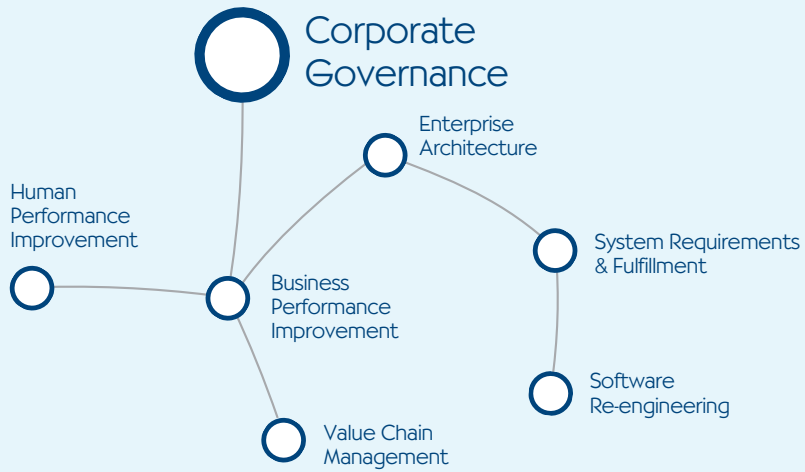 Corporate
Governance
Enterprise
Architecture
Human
Performance
Improvement
System Requirements
& Fulfillment
Business
Performance
Improvement
Software
Re-engineering
Value Chain
Management